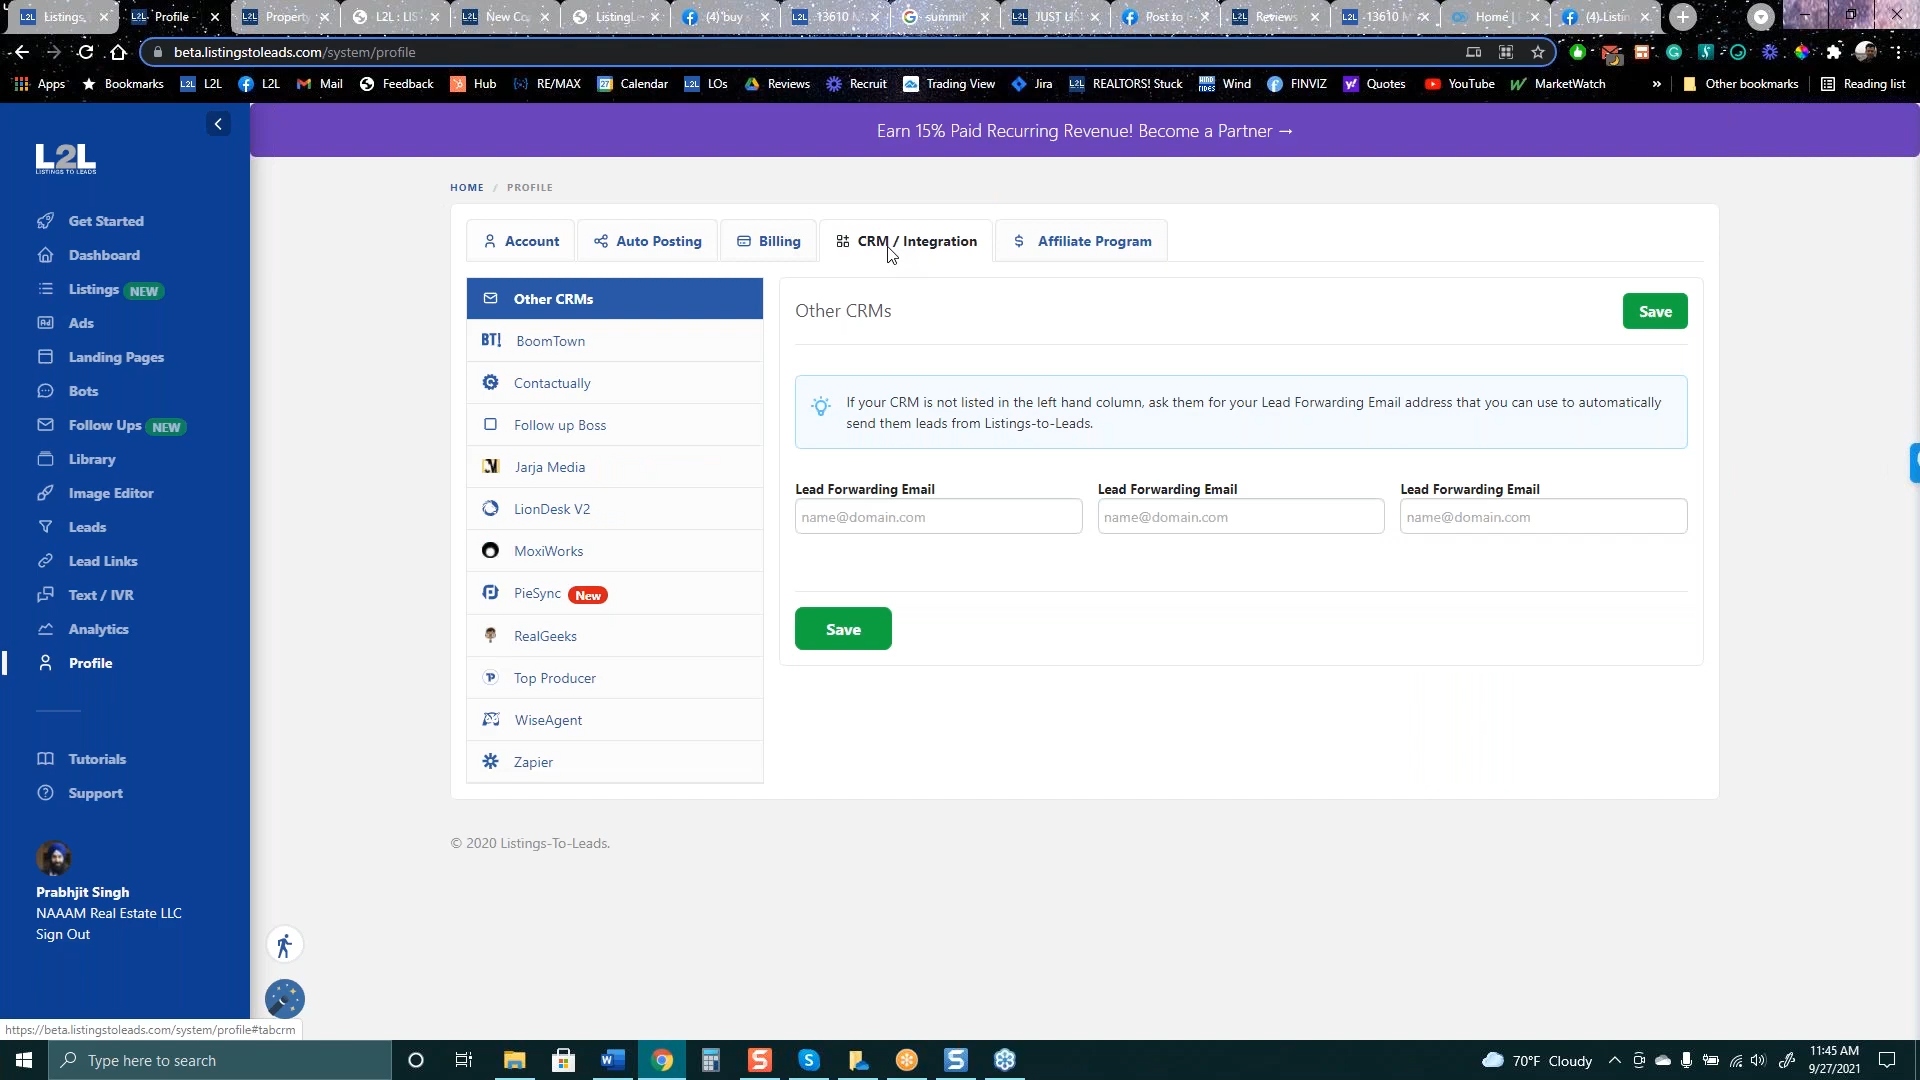 Listings
Profile -
Property
L2L : LIS
New Co
ListingLe
(4) buy s
13610 M
summit
JUST LIS
Post to F
Reviews
13610 M
Home |
(4) Listin
beta.listingstoleads.com/system/profile
Apps
Bookmarks
L2L
L2L
Mail
Feedback
Hub
RE/MAX
Calendar
LOs
Reviews
Recruit
Trading View
Jira
REALTORS! Stuck
Wind
FINVIZ
Quotes
YouTube
MarketWatch
»
Other bookmarks
Reading list
Earn 15% Paid Recurring Revenue! Become a Partner →
L2L
LISTINGS TO LEADS
Get Started
Dashboard
Listings NEW
Ads
Landing Pages
Bots
Follow Ups NEW
Library
Image Editor
Leads
Lead Links
Text / IVR
Analytics
Profile
Tutorials
Support
Prabhjit Singh
NAAAM Real Estate LLC
Sign Out
HOME / PROFILE
Account
Auto Posting
Billing
CRM / Integration
Affiliate Program
Other CRMs
BT! BoomTown
Contactually
Follow up Boss
Jarja Media
LionDesk V2
MoxiWorks
PieSync New
RealGeeks
Top Producer
WiseAgent
Zapier
Other CRMs
Save
If your CRM is not listed in the left hand column, ask them for your Lead Forwarding Email address that you can use to automatically
send them leads from Listings-to-Leads.
Lead Forwarding Email
name@domain.com
Lead Forwarding Email
name@domain.com
Lead Forwarding Email
name@domain.com
Save
© 2020 Listings-To-Leads.
https://beta.listingstoleads.com/system/profile#tabcrm
Type here to search
70°F Cloudy
11:45 AM
9/27/2021